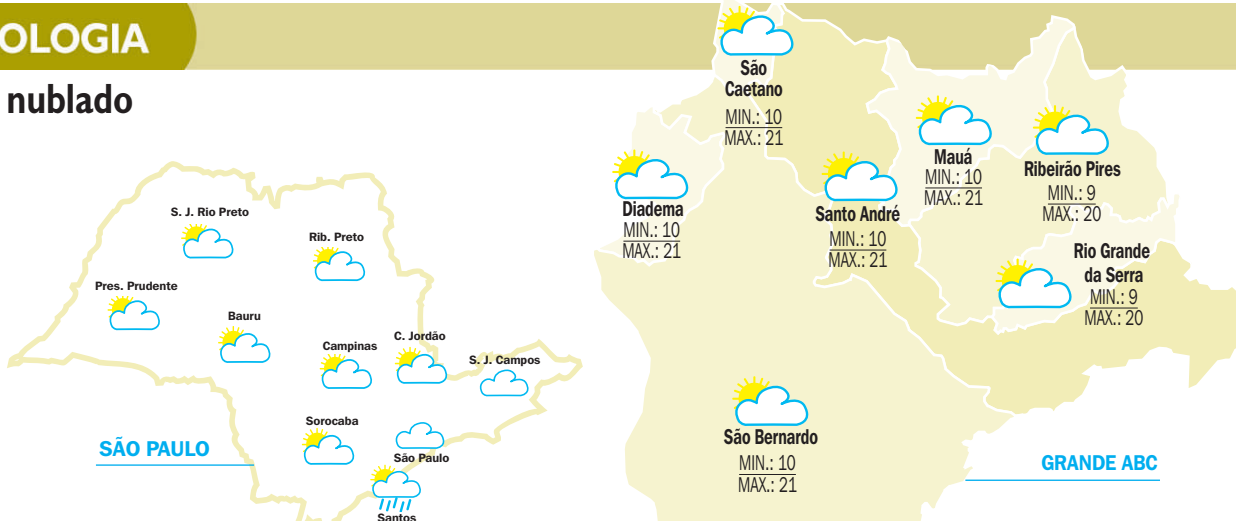 OLOGIA
nublado
S. J. Rio Preto
Rib. Preto
Pres. Prudente
Bauru
Campinas
C. Jordão
S. J. Campos
Sorocaba
São Paulo
Santos
SÃO PAULO
São
Caetano
MIN.: 10
MAX.: 21
Diadema
MIN.: 10
MAX.: 21
Santo André
MIN.: 10
MAX.: 21
Mauá
MIN.: 10
MAX.: 21
Ribeirão Pires
MIN.: 9
MAX.: 20
Rio Grande
da Serra
MIN.: 9
MAX.: 20
São Bernardo
MIN.: 10
MAX.: 21
GRANDE ABC